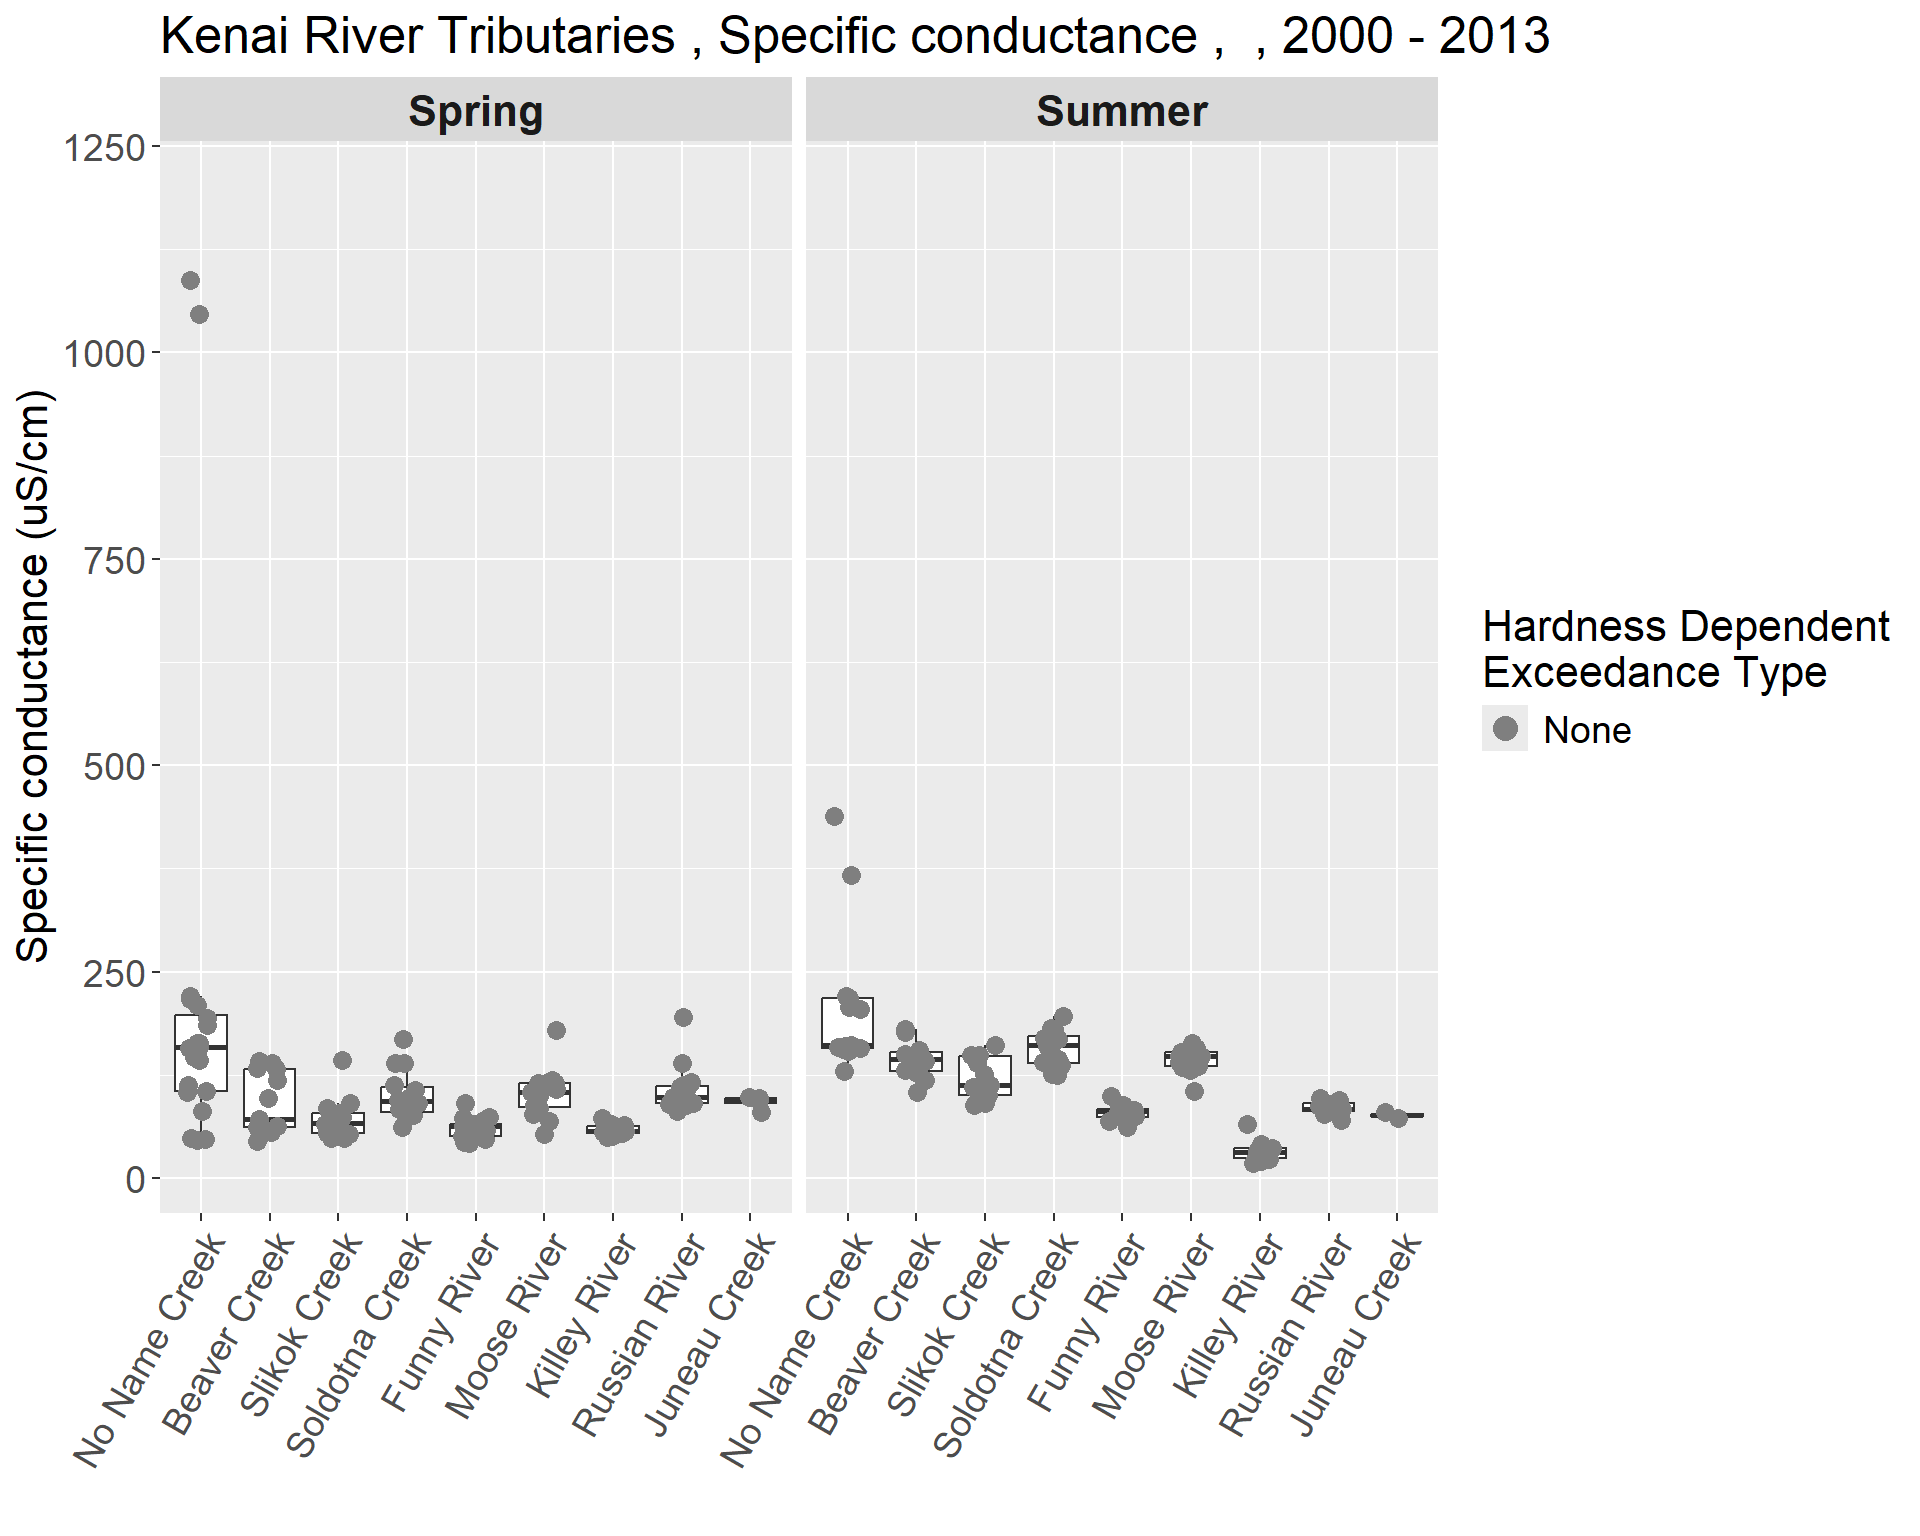 Kenai River Tributaries , Specific conductance ,  , 2000 - 2013
Spring
Summer
Specific conductance (uS/cm)
1250
1000
750
500
250
0
No Name Creek
Beaver Creek
Slikok Creek
Soldotna Creek
Funny River
Moose River
Killey River
Russian River
Juneau Creek
No Name Creek
Beaver Creek
Slikok Creek
Soldotna Creek
Funny River
Moose River
Killey River
Russian River
Juneau Creek
Hardness Dependent
Exceedance Type
None